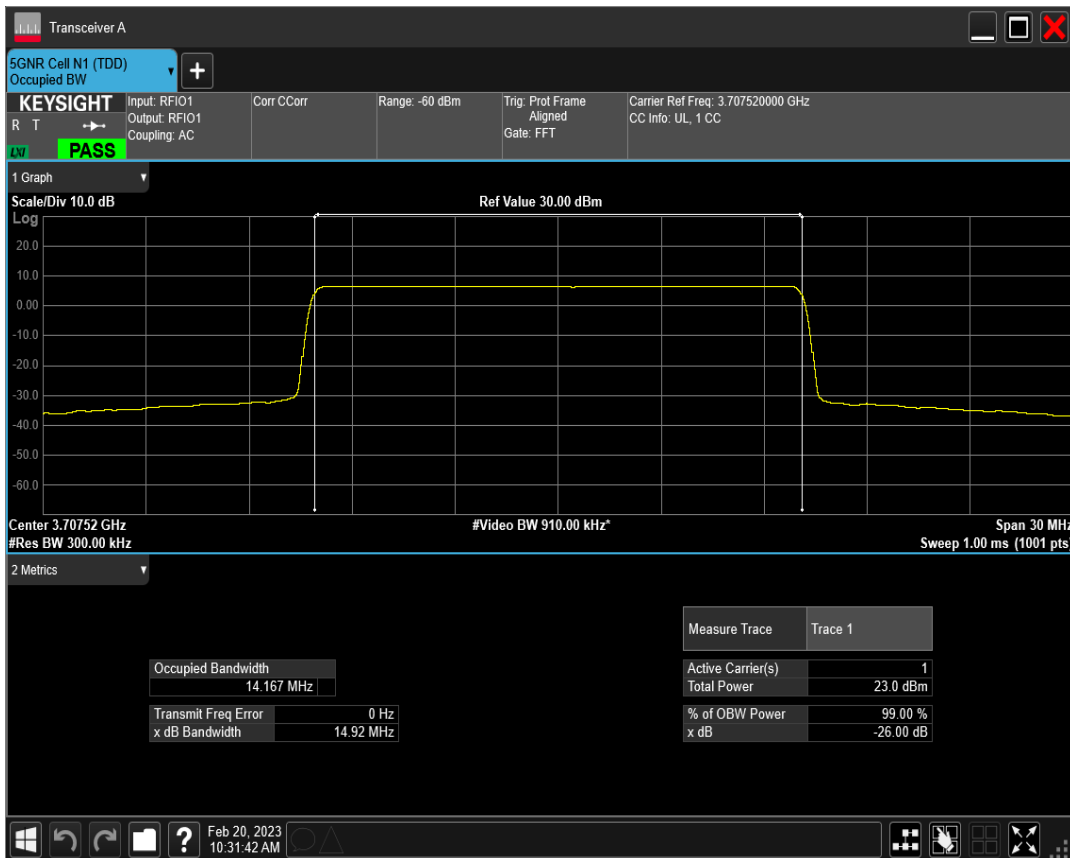 Transceiver A
5GNR Cell N1 (TDD)
Occupied BW
KEYSIGHT
R T
LXI
PASS
Input: RFIO1
Output: RFIO1
Coupling: AC
Corr CCorr
Range: -60 dBm
Trig: Prot Frame
Aligned
Gate: FFT
Carrier Ref Freq: 3.707520000 GHz
CC Info: UL, 1 CC
1 Graph
Scale/Div 10.0 dB
Ref Value 30.00 dBm
Log
20.0
10.0
0.00
-10.0
-20.0
-30.0
-40.0
-50.0
-60.0
Center 3.70752 GHz
#Video BW 910.00 kHz*
Span 30 MHz
#Res BW 300.00 kHz
Sweep 1.00 ms (1001 pts)
2 Metrics
Measure Trace Trace 1
Occupied Bandwidth
14.167 MHz
Active Carrier(s) 1
Total Power 23.0 dBm
Transmit Freq Error 0 Hz
x dB Bandwidth 14.92 MHz
% of OBW Power 99.00 %
x dB -26.00 dB
?
Feb 20, 2023
10:31:42 AM